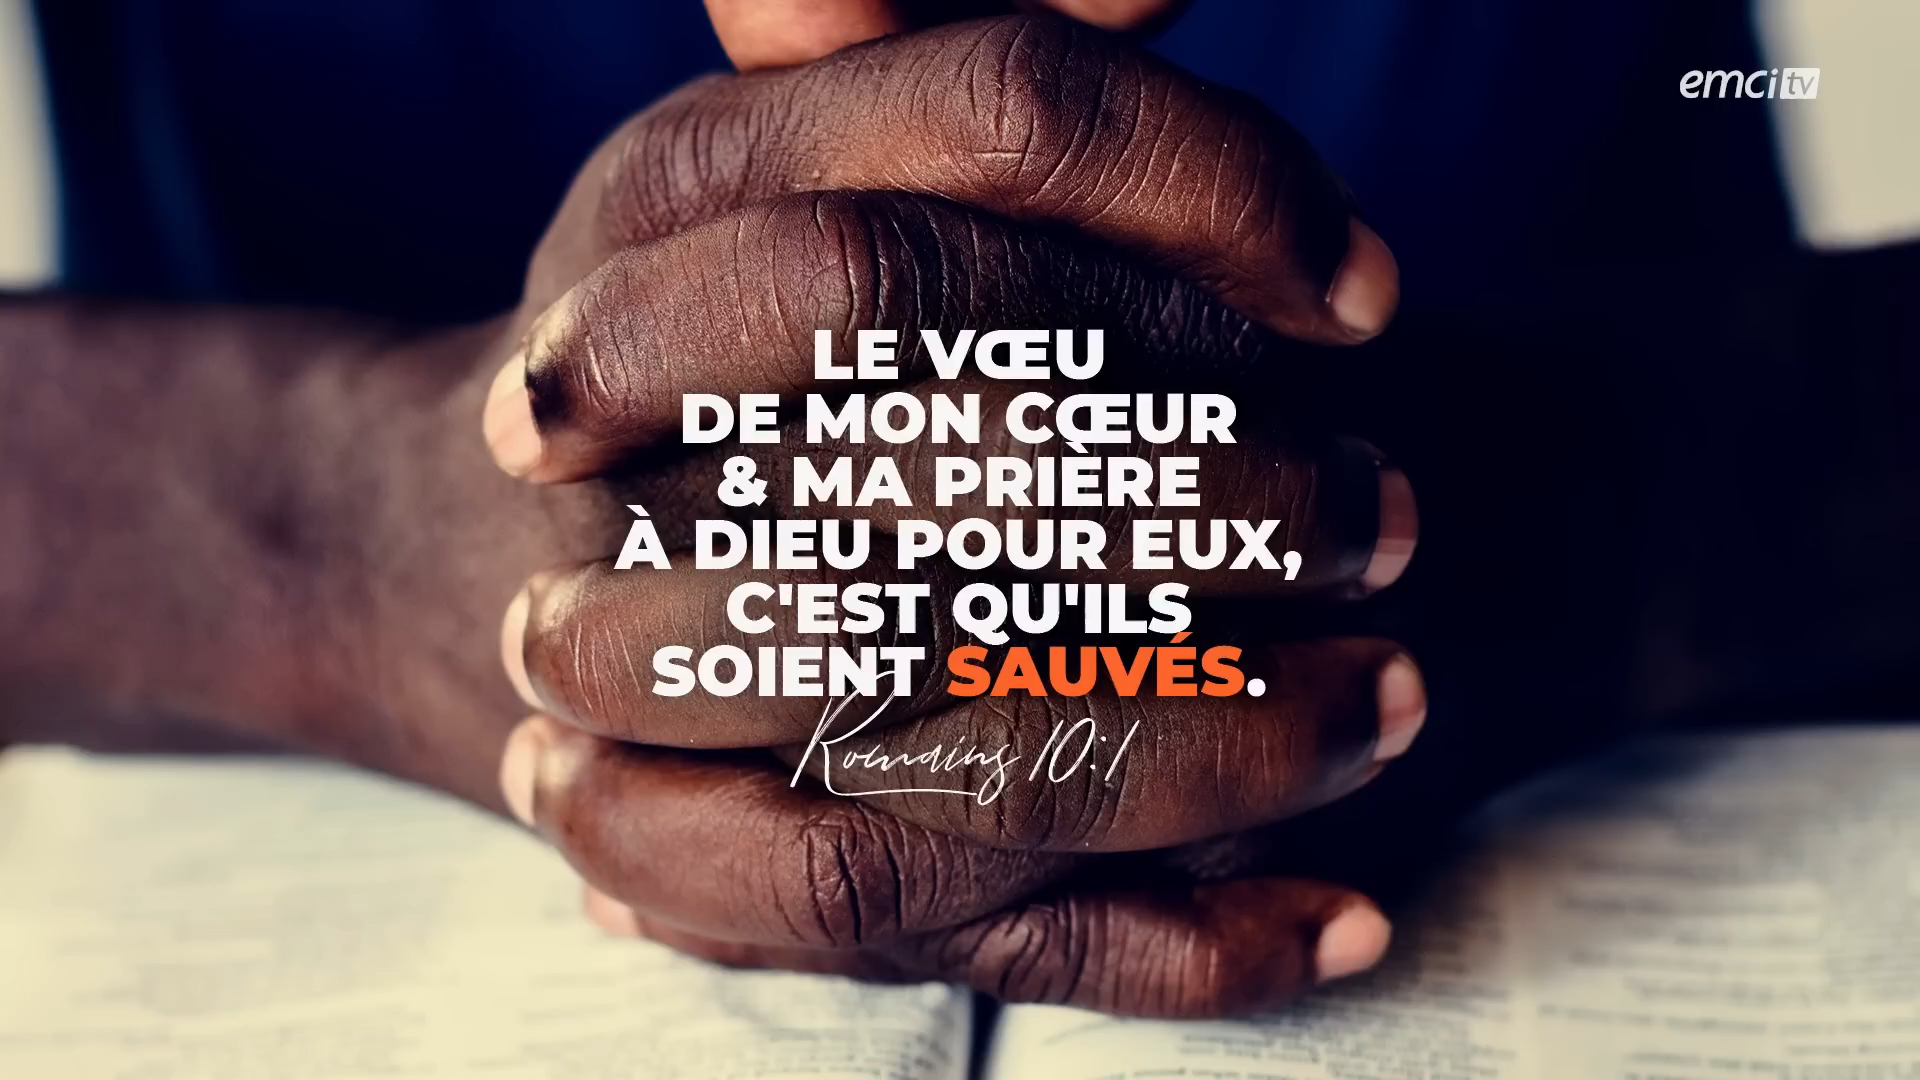 emci tv
LE VŒU
DE MON CŒUR
& MA PRIÈRE
À DIEU POUR EUX,
C'EST QU'ILS
SOIENT SAUVÉS.
Romains 10:1